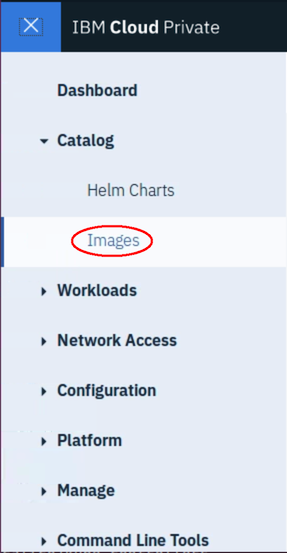 IBM Cloud Private
Dashboard
Catalog
Helm Charts
Images
Workloads
Network Access
Configuration
Platform
Manage
Command Line Tools